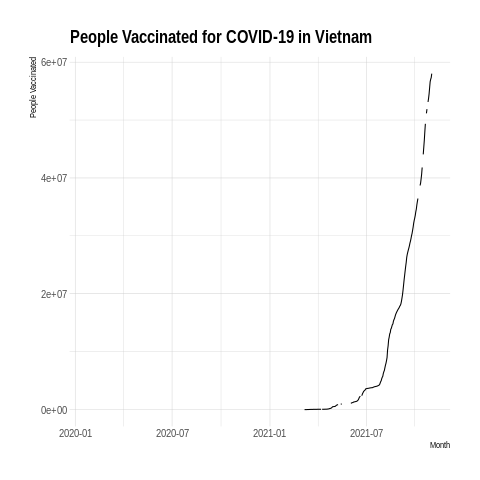 People Vaccinated for COVID-19 in Vietnam
People Vaccinated
6e+07
4e+07
2e+07
0e+00
2020-01 2020-07 2021-01 2021-07
Month